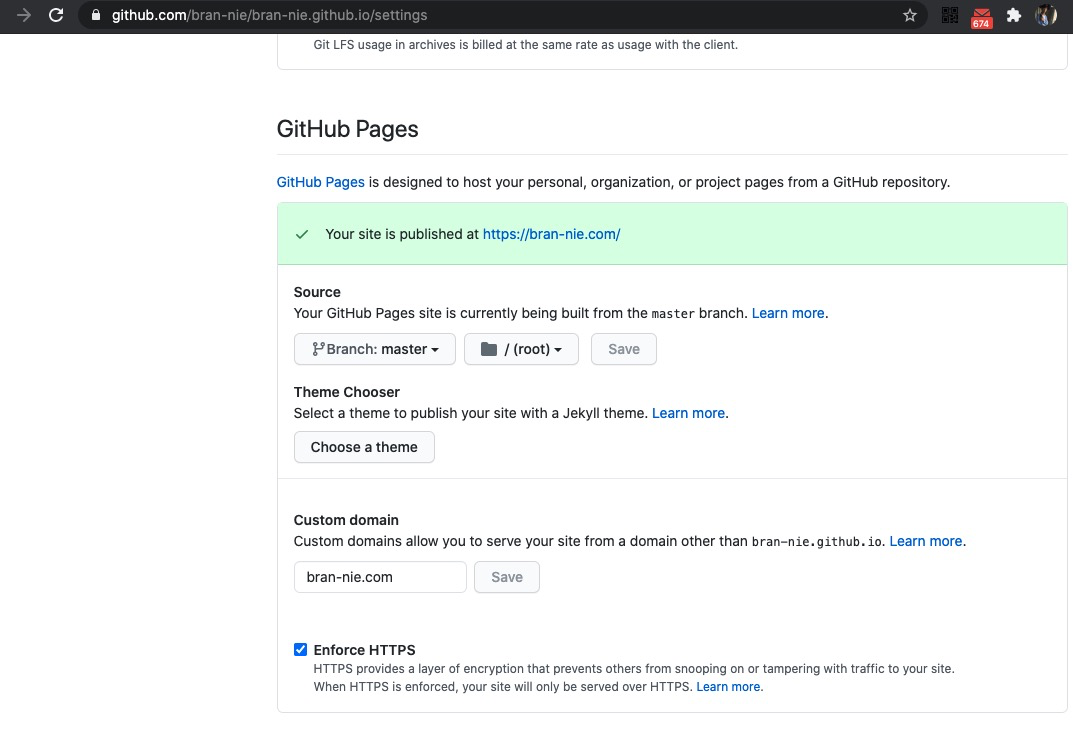 github.com/bran-nie/bran-nie.github.io/settings
674
Git LFS usage in archives is billed at the same rate as usage with the client.
GitHub Pages
GitHub Pages is designed to host your personal, organization, or project pages from a GitHub repository.
Your site is published at https://bran-nie.com/
Source
Your GitHub Pages site is currently being built from the master branch. Learn more.
Branch: master / (root) Save
Theme Chooser
Select a theme to publish your site with a Jekyll theme. Learn more.
Choose a theme
Custom domain
Custom domains allow you to serve your site from a domain other than bran-nie.github.io. Learn more.
bran-nie.com Save
Enforce HTTPS
HTTPS provides a layer of encryption that prevents others from snooping on or tampering with traffic to your site.
When HTTPS is enforced, your site will only be served over HTTPS. Learn more.